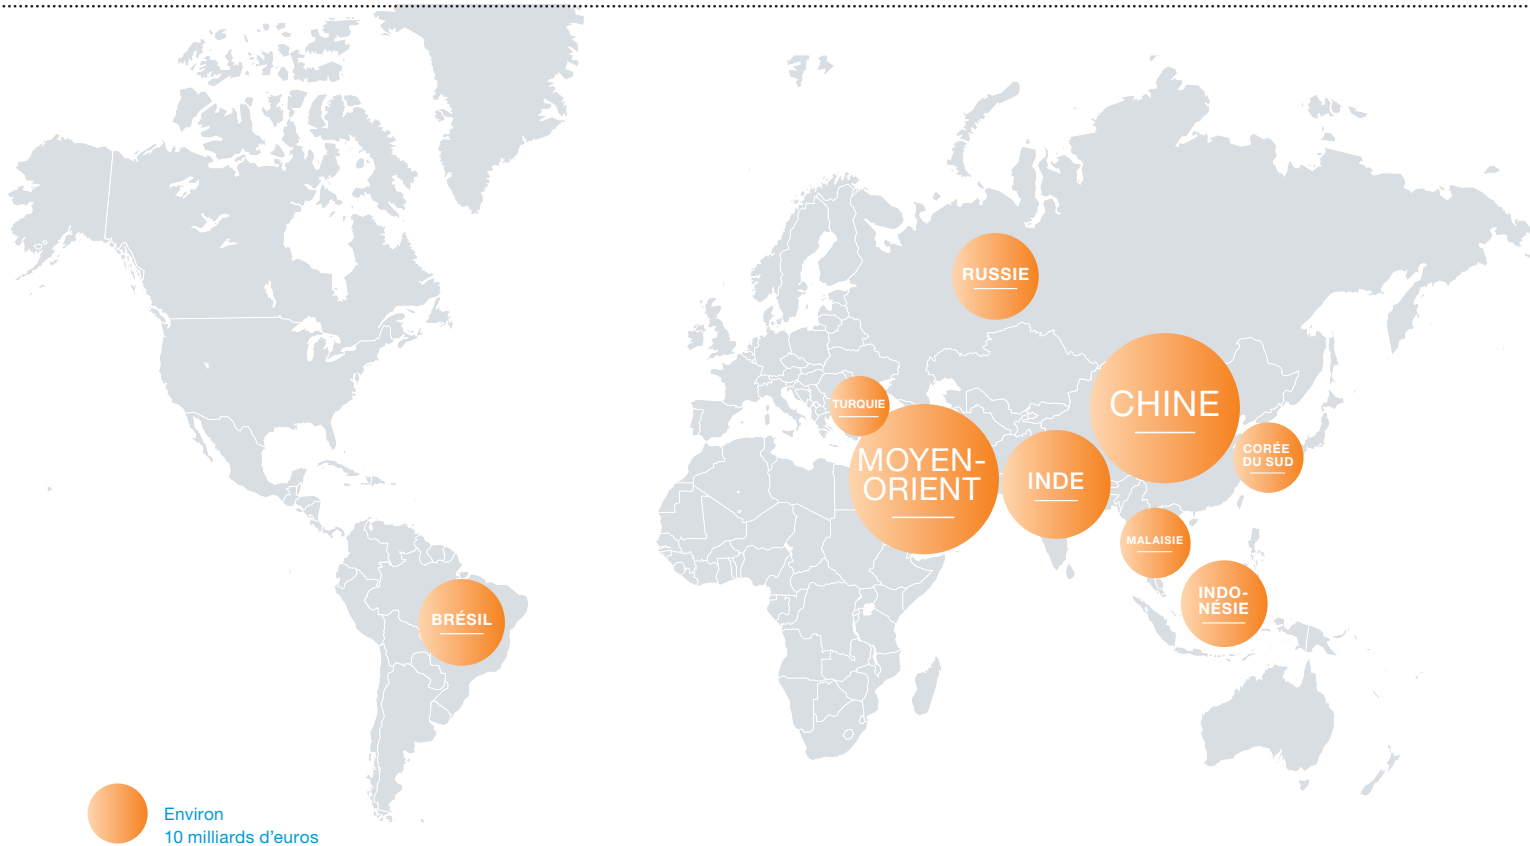 RUSSIE
CHINE
TURQUIE
MOYEN-
ORIENT
INDE
CORÉE
DU SUD
MALAISIE
INDO-
NÉSIE
BRÉSIL
Environ
10 milliards d’euros